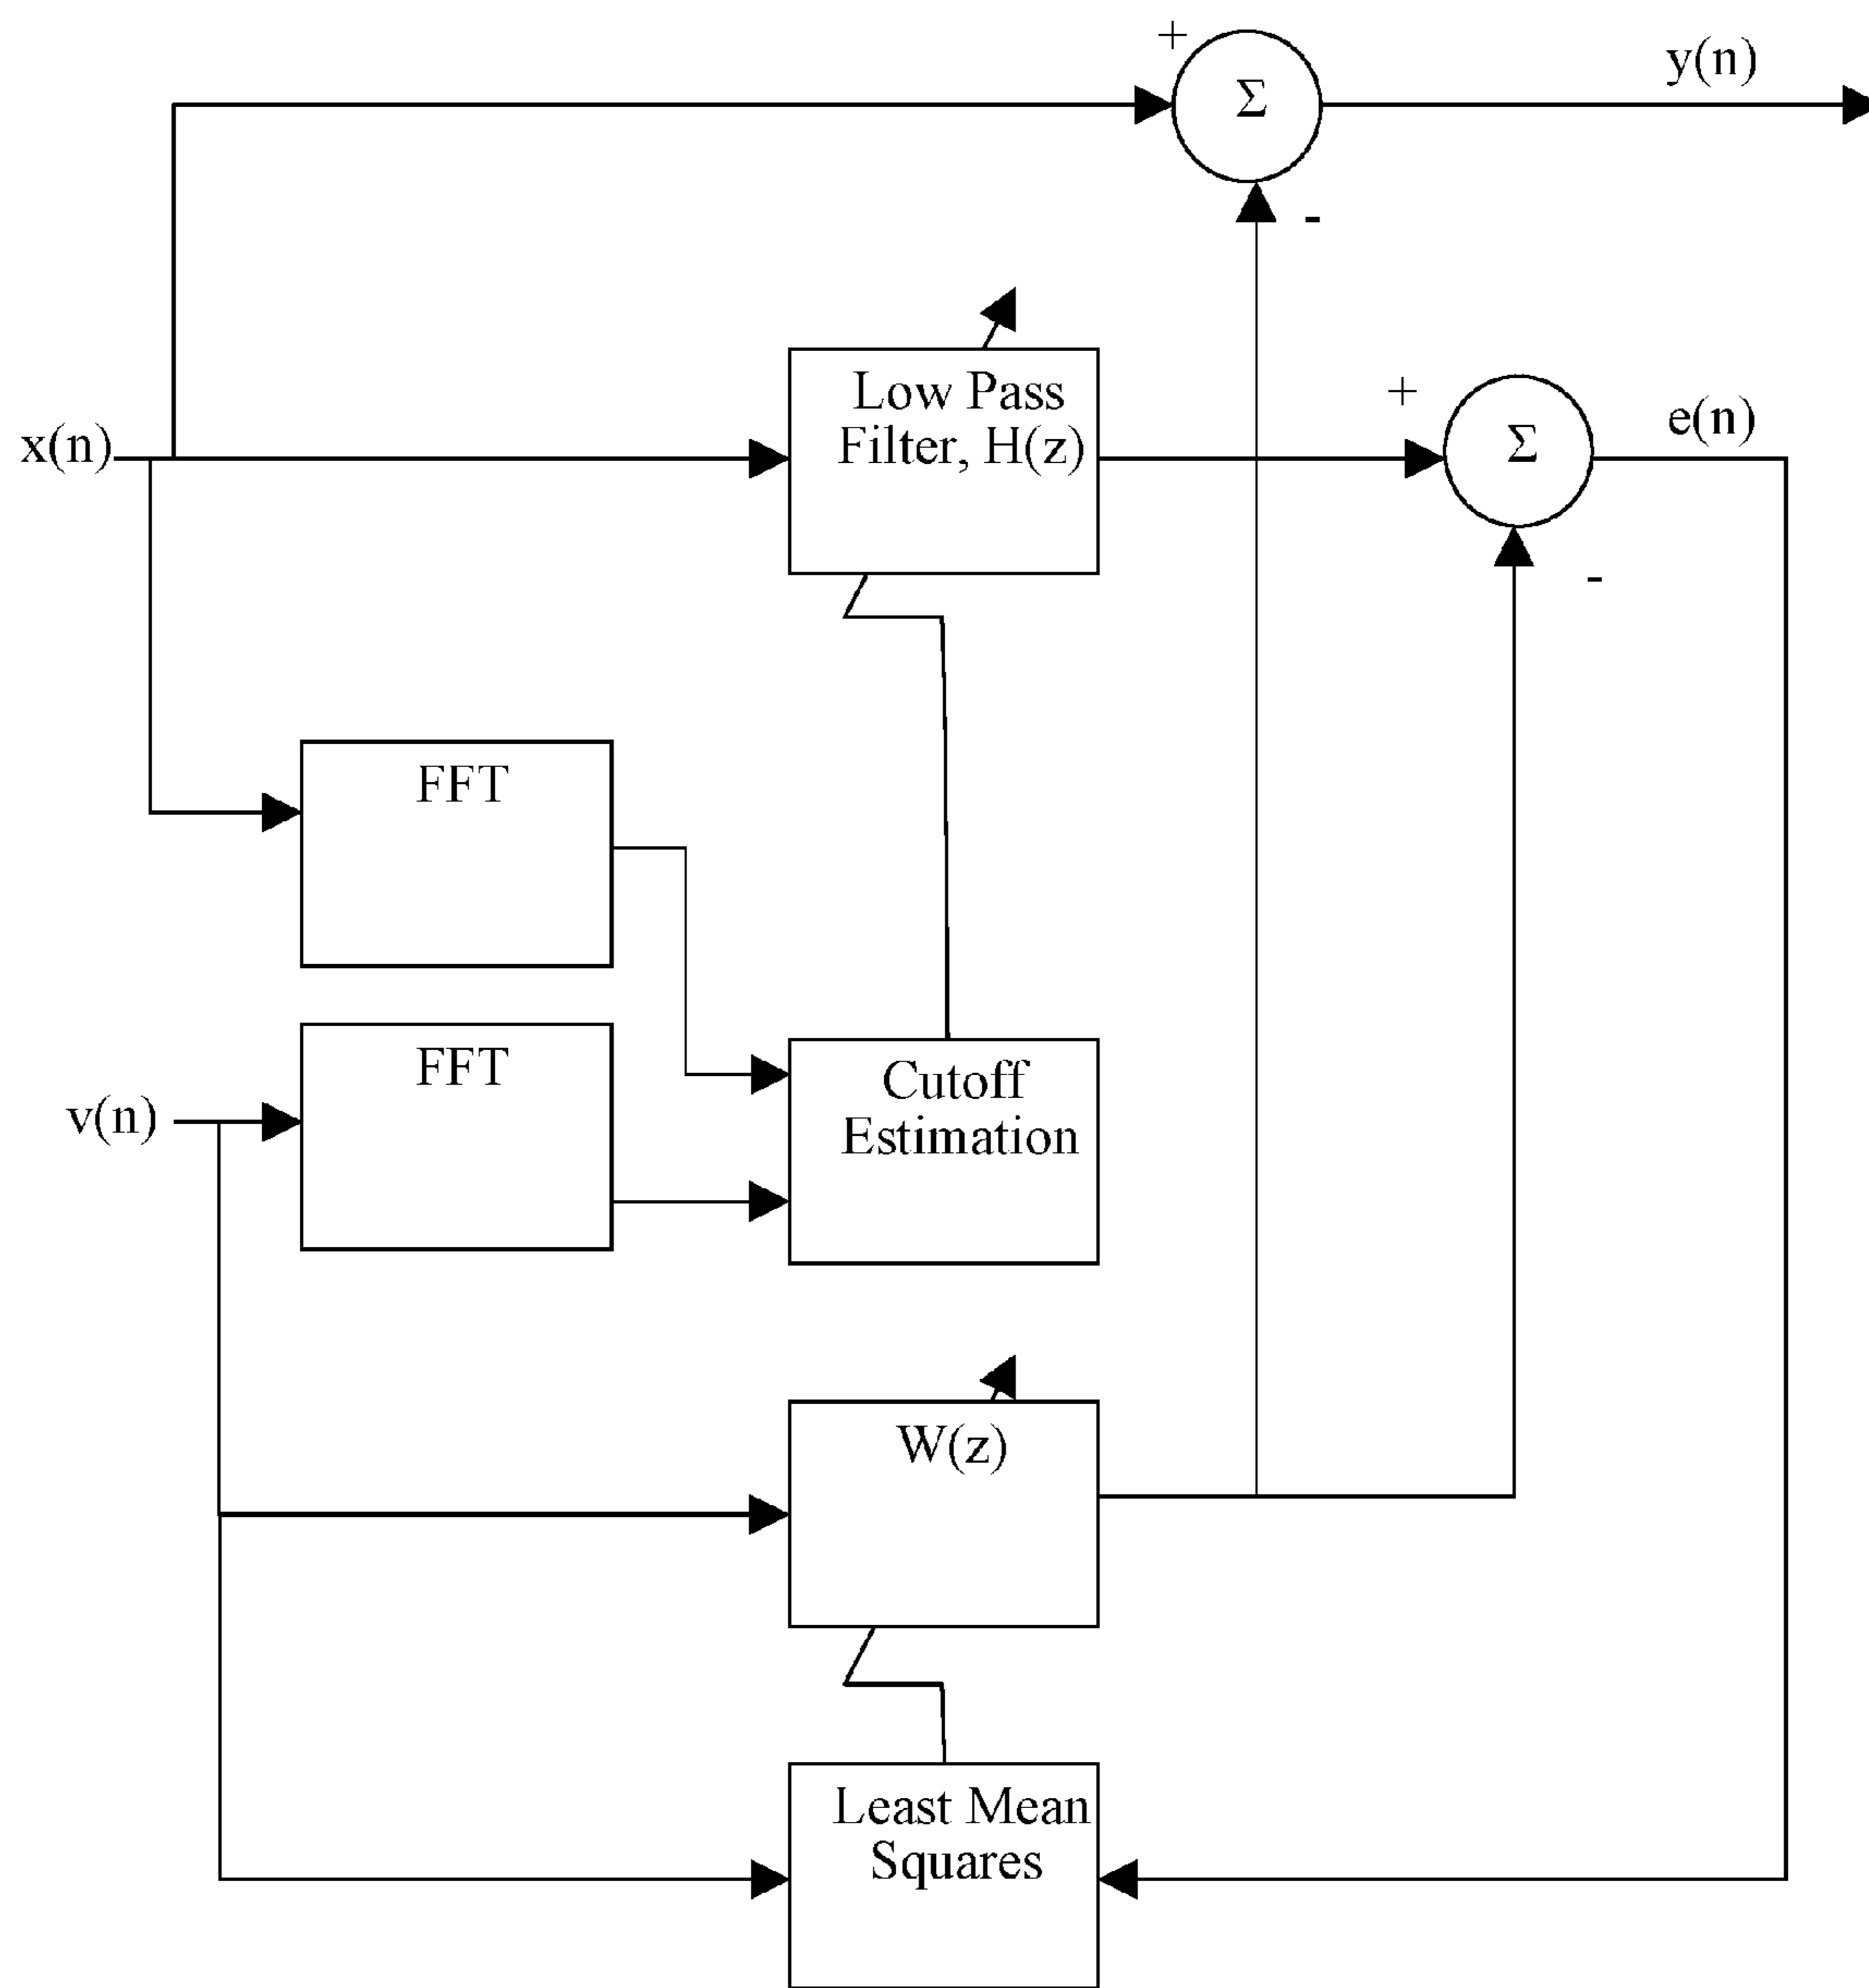 +
Σ
y(n)
-
Low Pass
Filter, H(z)
x(n)
+
Σ
e(n)
-
FFT
FFT
v(n)
Cutoff
Estimation
W(z)
Least Mean
Squares